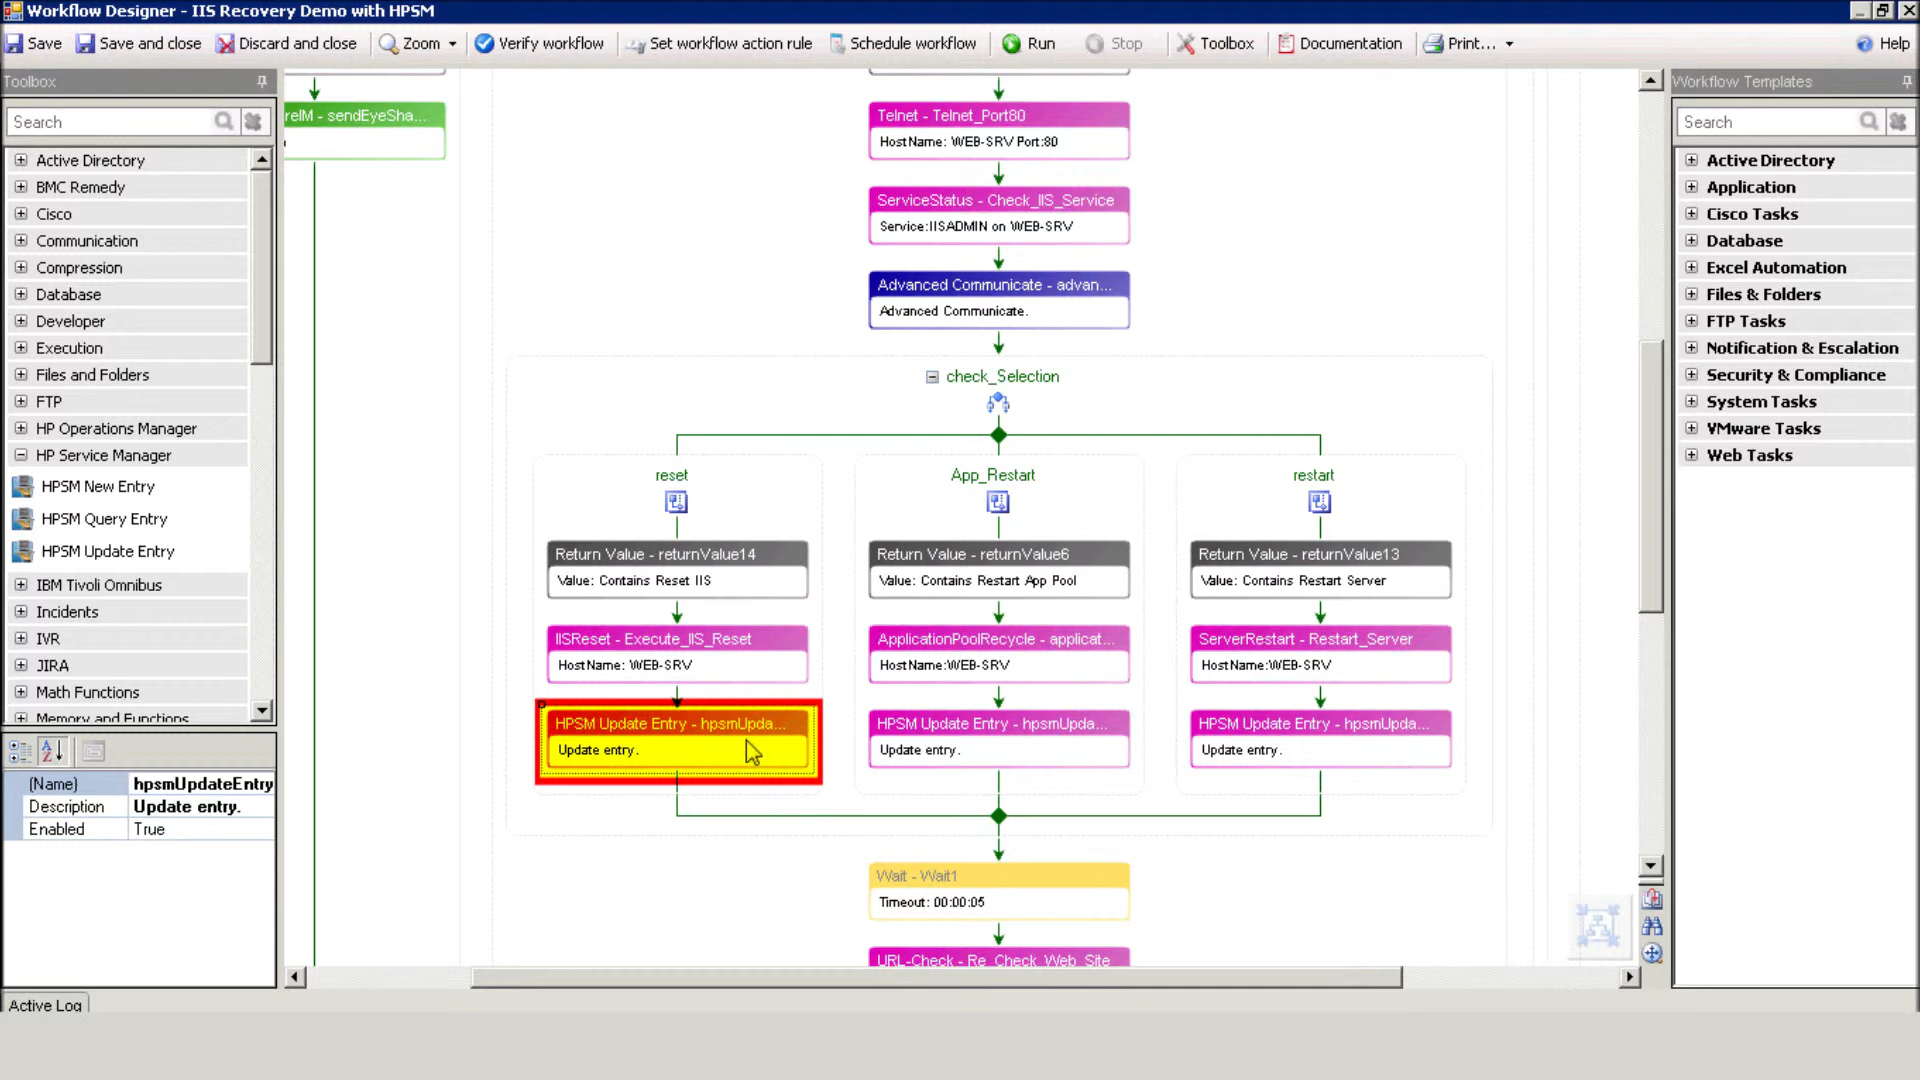 Workflow Designer - IIS Recovery Demo with HPSM
Save
Save and close
Discard and close
Zoom
Verify workflow
Set workflow action rule
Schedule workflow
Run
Stop
Toolbox
Documentation
Print...
Help
Toolbox
Search
Active Directory
BMC Remedy
Cisco
Communication
Compression
Database
Developer
Execution
Files and Folders
FTP
HP Operations Manager
HP Service Manager
HPSM New Entry
HPSM Query Entry
HPSM Update Entry
IBM Tivoli Omnibus
Incidents
IVR
JIRA
Math Functions
Memory and Functions
(Name) hpsmUpdateEntry
Description Update entry.
Enabled True
Active Log
reIM - sendEyeSha...
Telnet - Telnet_Port80
HostName: WEB-SRV Port:80
ServiceStatus - Check_IIS_Service
Service:IISADMIN on WEB-SRV
Advanced Communicate - advan...
Advanced Communicate.
check_Selection
reset
Return Value - returnValue14
Value: Contains Reset IIS
IISReset - Execute_IIS_Reset
HostName: WEB-SRV
HPSM Update Entry - hpsmUpda...
Update entry.
App_Restart
Return Value - returnValue6
Value: Contains Restart App Pool
ApplicationPoolRecycle - applicat...
HostName:WEB-SRV
HPSM Update Entry - hpsmUpda...
Update entry.
restart
Return Value - returnValue13
Value: Contains Restart Server
ServerRestart - Restart_Server
HostName:WEB-SRV
HPSM Update Entry - hpsmUpda...
Update entry.
Wait - Wait1
Timeout: 00:00:05
URL-Check - Re_Check_Web_Site
Workflow Templates
Search
Active Directory
Application
Cisco Tasks
Database
Excel Automation
Files & Folders
FTP Tasks
Notification & Escalation
Security & Compliance
System Tasks
VMware Tasks
Web Tasks